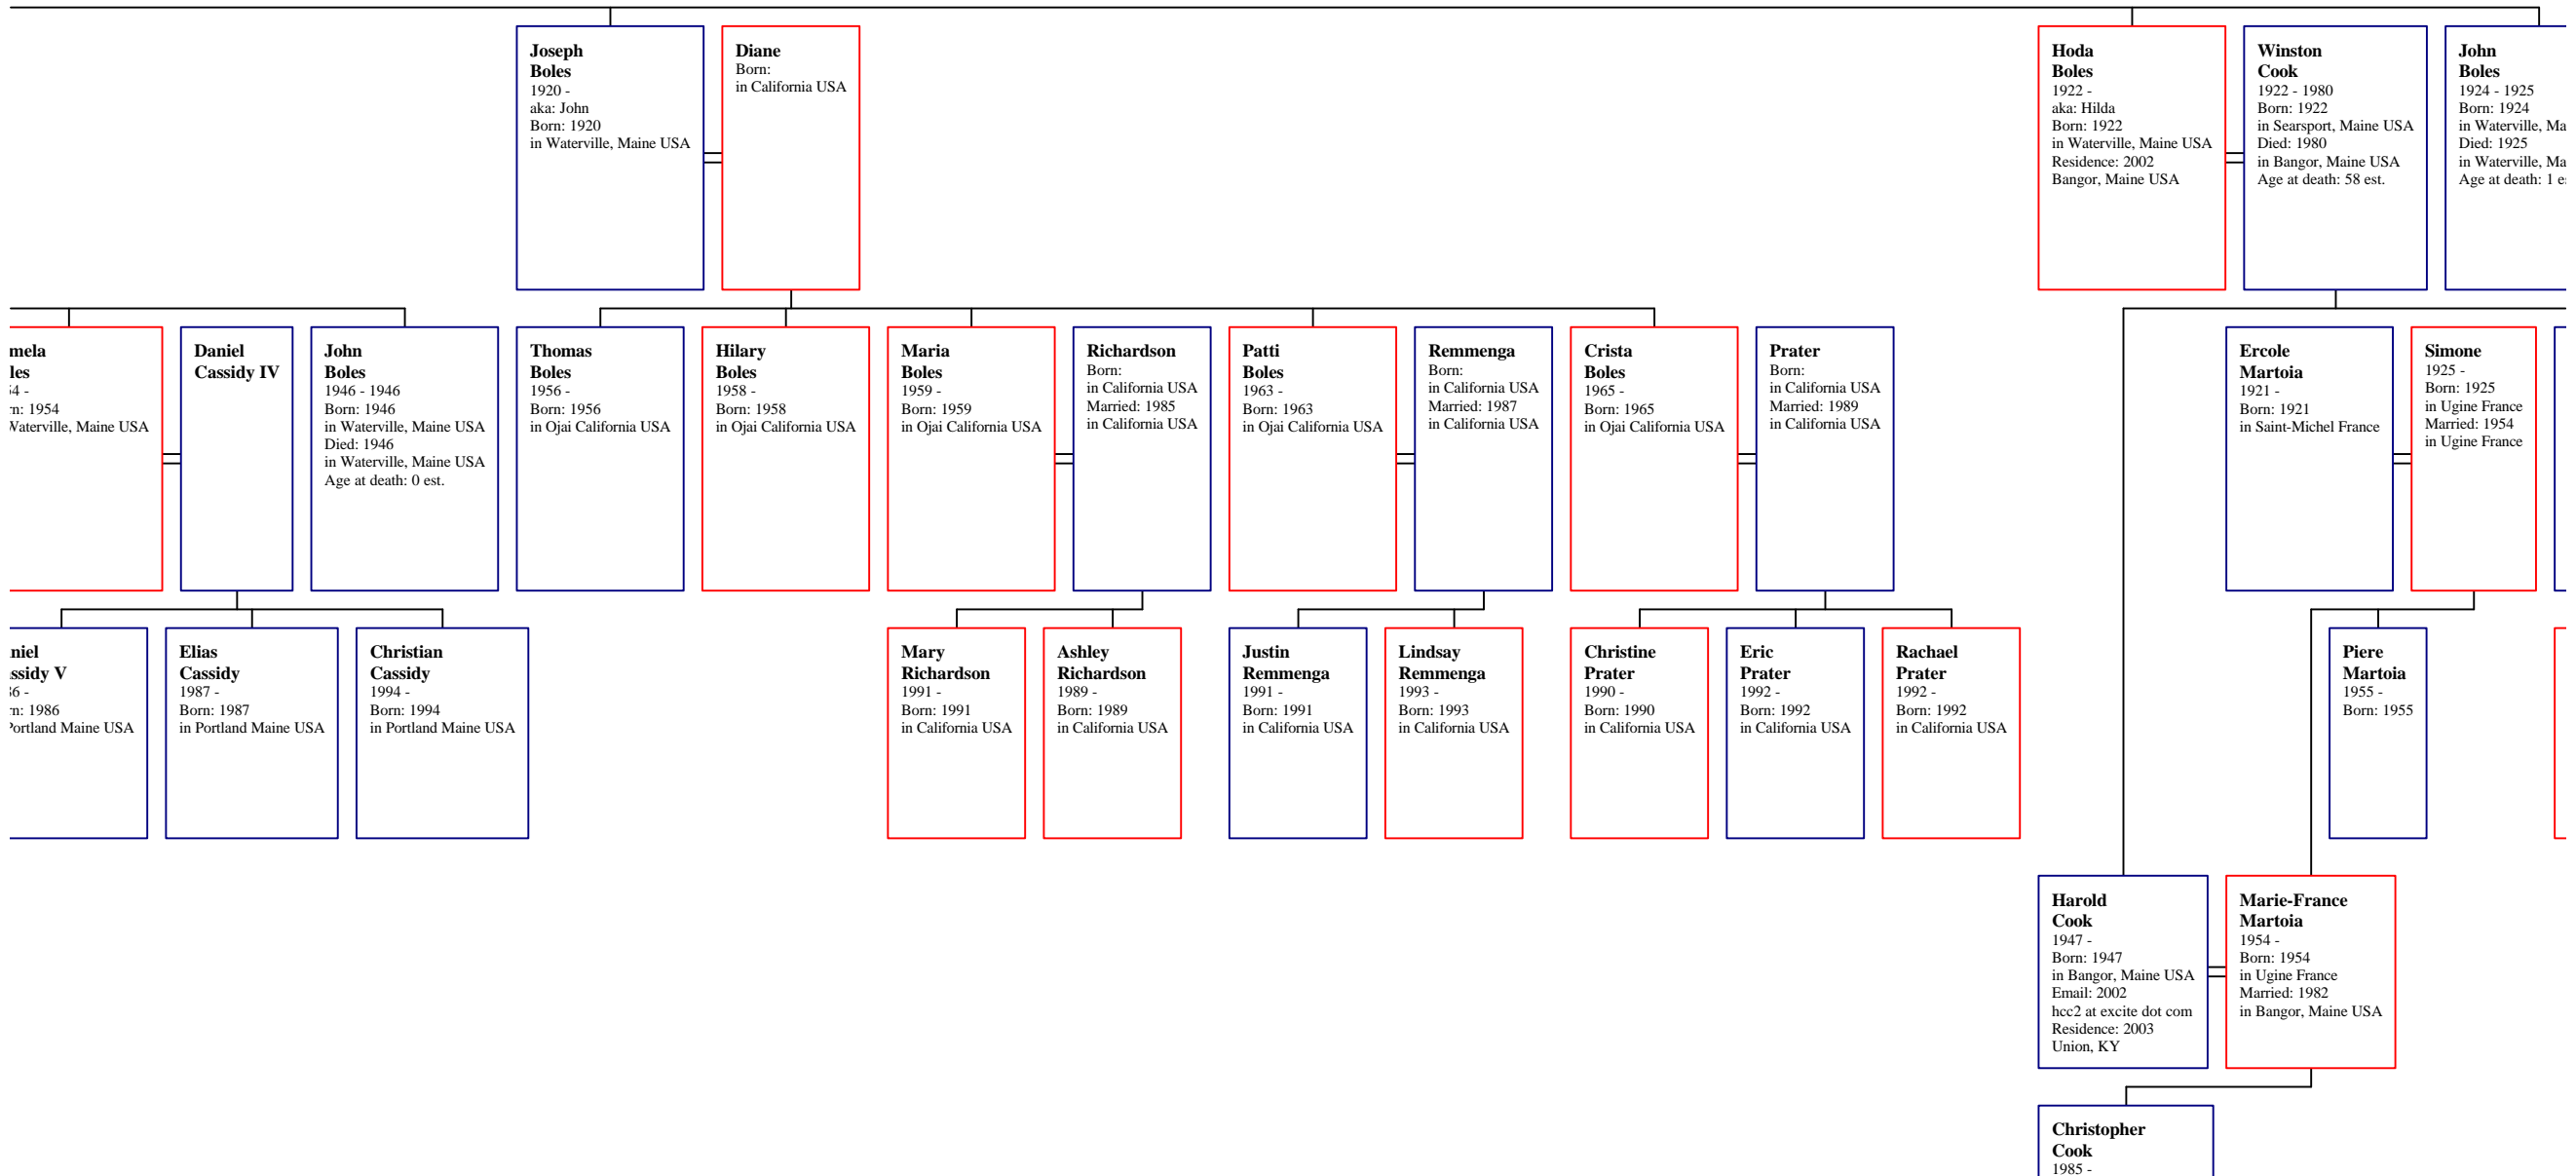 Joseph
Boles
1920 -
aka: John
Born: 1920
in Waterville, Maine USA
Diane
Born:
in California USA
Hoda
Boles
1922 -
aka: Hilda
Born: 1922
in Waterville, Maine USA
Residence: 2002
Bangor, Maine USA
Winston
Cook
1922 - 1980
Born: 1922
in Searsport, Maine USA
Died: 1980
in Bangor, Maine USA
Age at death: 58 est.
John
Boles
1924 - 1925
Born: 1924
in Waterville,
Died: 1925
in Waterville,
Age at death: 1
1954
Maine USA
Daniel
Cassidy IV
John
Boles
1946 - 1946
Born: 1946
in Waterville, Maine USA
Died: 1946
in Waterville, Maine USA
Age at death: 0 est.
Thomas
Boles
1956 -
Born: 1956
in Ojai California USA
Hilary
Boles
1958 -
Born: 1958
in Ojai California USA
Maria
Boles
1959 -
Born: 1959
in Ojai California USA
Richardson
Born:
in California USA
Married: 1985
in California USA
Patti
Boles
1963 -
Born: 1963
in Ojai California USA
Remmenga
Born:
in California USA
Married: 1987
in California USA
Crista
Boles
1965 -
Born: 1965
in Ojai California USA
Prater
Born:
in California USA
Married: 1989
in California USA
Ercole
Martoia
1921 -
Born: 1921
in Saint-Michel France
Simone
1925 -
Born: 1925
in Ugine France
Married: 1954
in Ugine France
V
1986
Maine USA
Elias
Cassidy
1987 -
Born: 1987
in Portland Maine USA
Christian
Cassidy
1994 -
Born: 1994
in Portland Maine USA
Mary
Richardson
1991 -
Born: 1991
in California USA
Ashley
Richardson
1989 -
Born: 1989
in California USA
Justin
Remmenga
1991 -
Born: 1991
in California USA
Lindsay
Remmenga
1993 -
Born: 1993
in California USA
Christine
Prater
1990 -
Born: 1990
in California USA
Eric
Prater
1992 -
Born: 1992
in California USA
Rachael
Prater
1992 -
Born: 1992
in California USA
Piere
Martoia
1955 -
Born: 1955
Harold
Cook
1947 -
Born: 1947
in Bangor, Maine USA
Email: 2002
hcc2 at excite dot com
Residence: 2003
Union, KY
Marie-France
Martoia
1954 -
Born: 1954
in Ugine France
Married: 1982
in Bangor, Maine USA
Christopher
Cook
1985 -